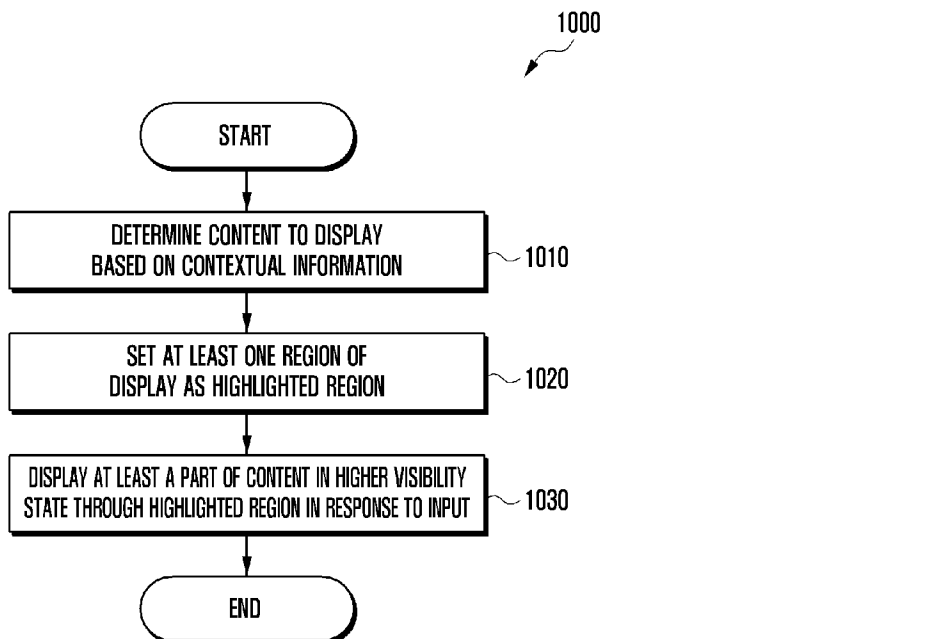 1000
START
DETERMINE CONTENT TO DISPLAY
BASED ON CONTEXTUAL INFORMATION
1010
SET AT LEAST ONE REGION OF
DISPLAY AS HIGHLIGHTED REGION
1020
DISPLAY AT LEAST A PART OF CONTENT IN HIGHER VISIBILITY
STATE THROUGH HIGHLIGHTED REGION IN RESPONSE TO INPUT
1030
END